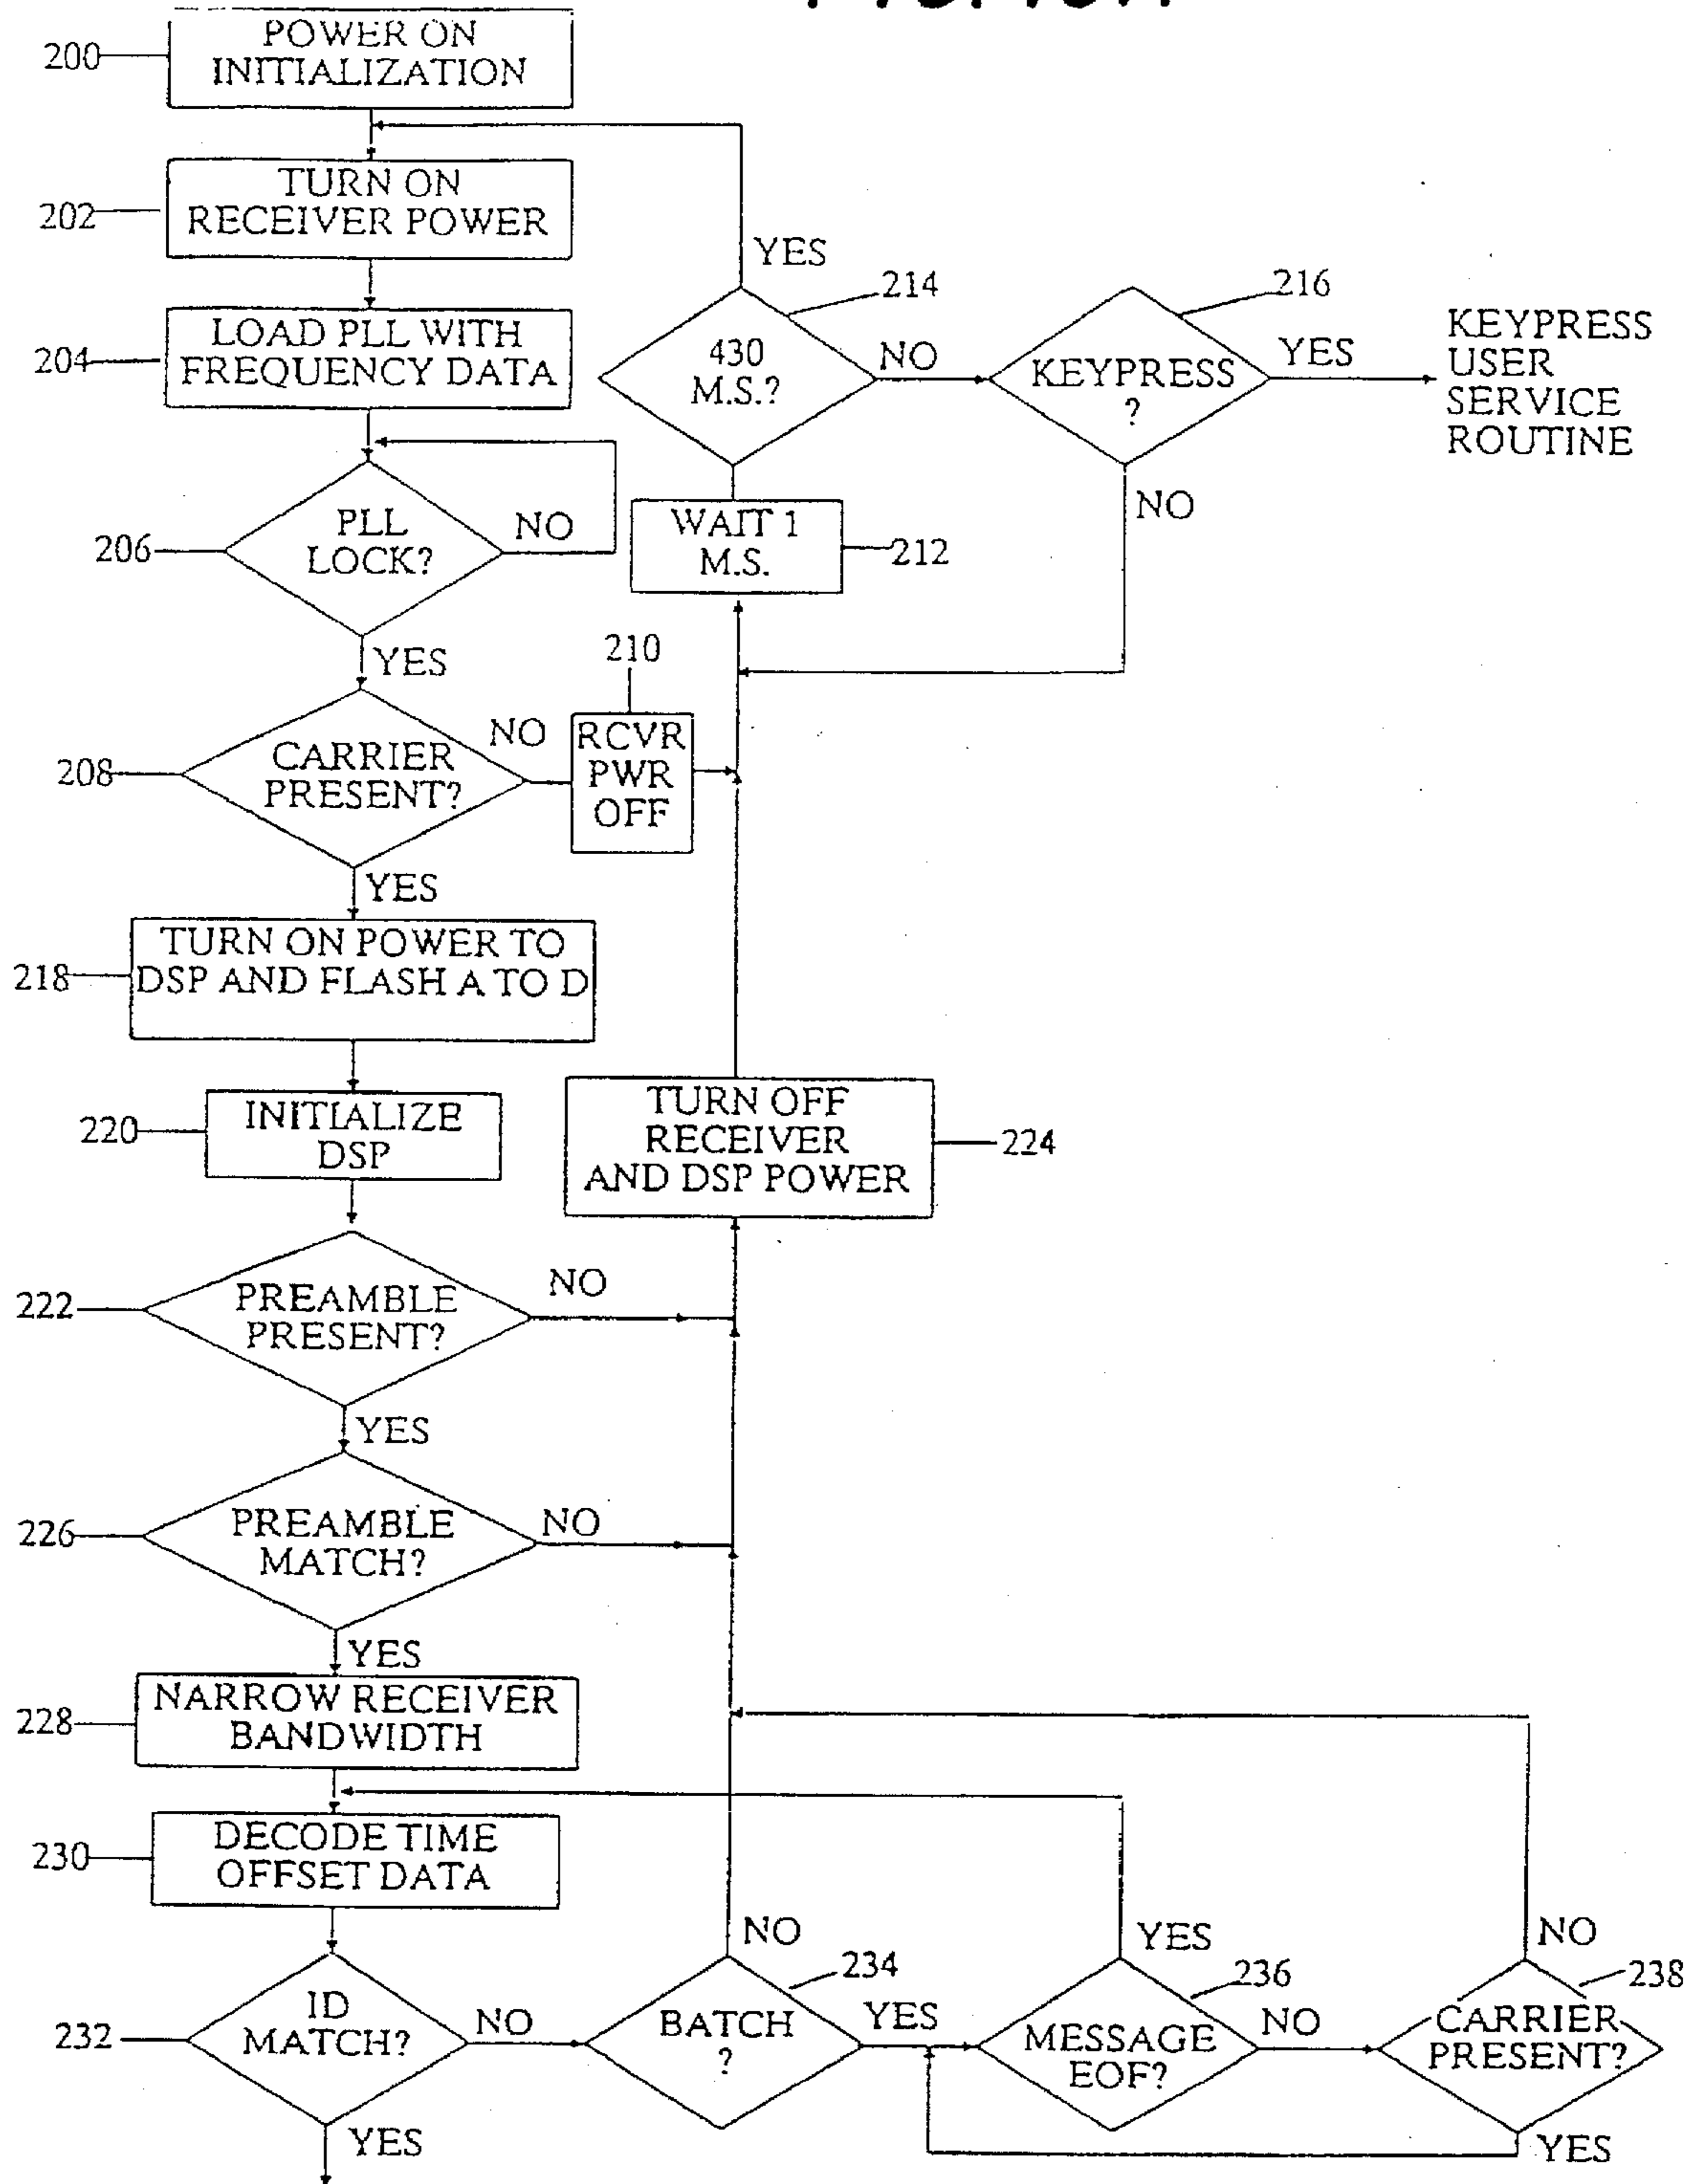 200
POWER ON
INITIALIZATION
202
TURN ON
RECEIVER POWER
YES
214
216
204
LOAD PLL WITH
FREQUENCY DATA
430
M.S.?
NO
KEYPRESS
?
YES
KEYPRESS
USER
SERVICE
ROUTINE
206
PLL
LOCK?
NO
WAIT 1
M.S.
212
NO
YES
210
208
CARRIER
PRESENT?
NO
RCVR
PWR
OFF
YES
218
TURN ON POWER TO
DSP AND FLASH A TO D
220
INITIALIZE
DSP
TURN OFF
RECEIVER
AND DSP POWER
224
222
PREAMBLE
PRESENT?
NO
YES
226
PREAMBLE
MATCH?
NO
YES
228
NARROW RECEIVER
BANDWIDTH
230
DECODE TIME
OFFSET DATA
NO
YES
NO
234
236
238
232
ID
MATCH?
NO
BATCH
?
YES
MESSAGE
EOF?
NO
CARRIER
PRESENT?
YES
YES